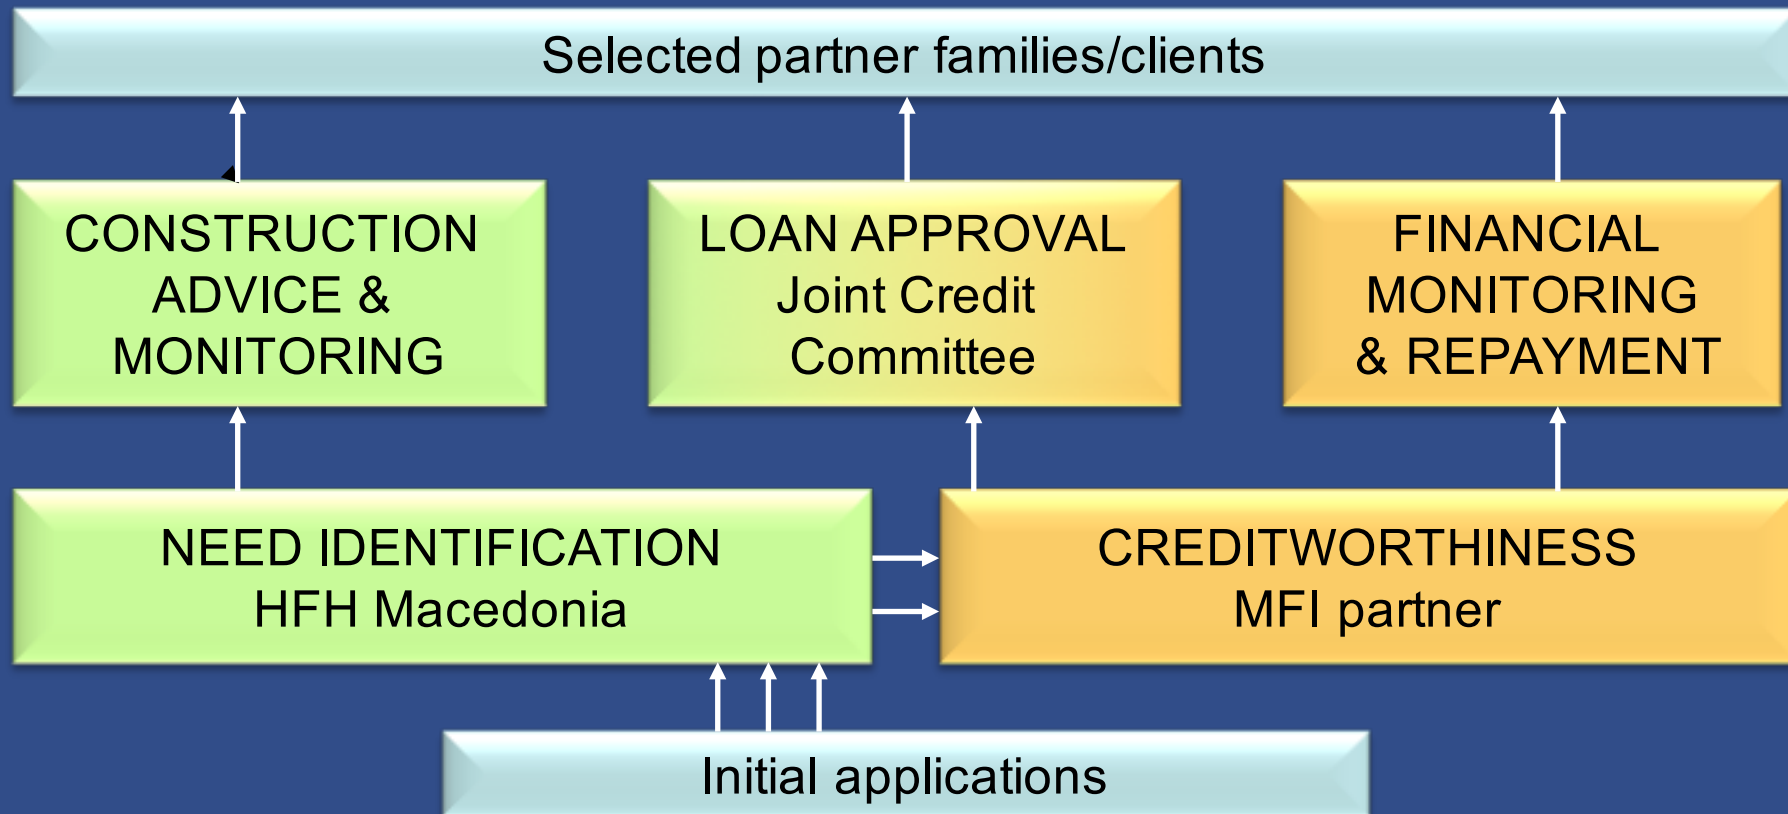 Selected partner families/clients
CONSTRUCTION
ADVICE &
MONITORING
LOAN APPROVAL
Joint Credit
Committee
FINANCIAL
MONITORING
& REPAYMENT
NEED IDENTIFICATION
HFH Macedonia
CREDITWORTHINESS
MFI partner
Initial applications